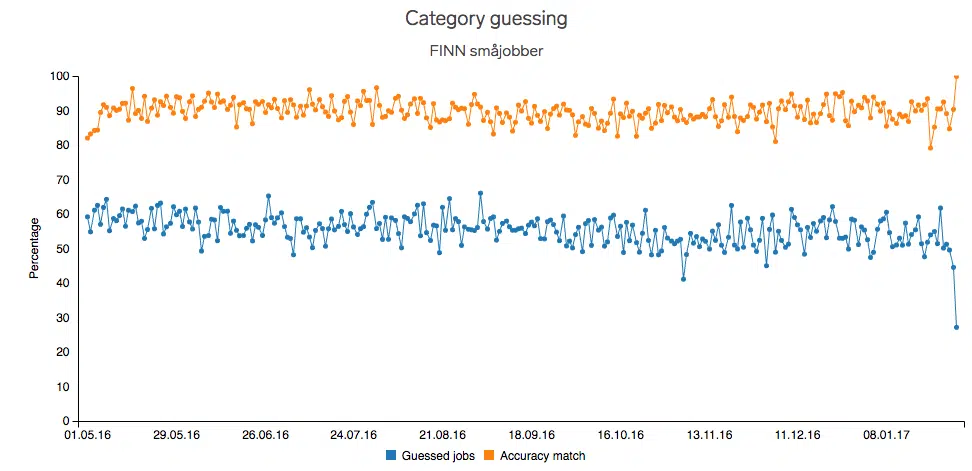 Category guessing
FINN småjobber
100
90
80
70
60
50
40
30
20
10
0
Percentage
01.05.16 29.05.16 26.06.16 24.07.16 21.08.16 18.09.16 16.10.16 13.11.16 11.12.16 08.01.17
Guessed jobs Accuracy match